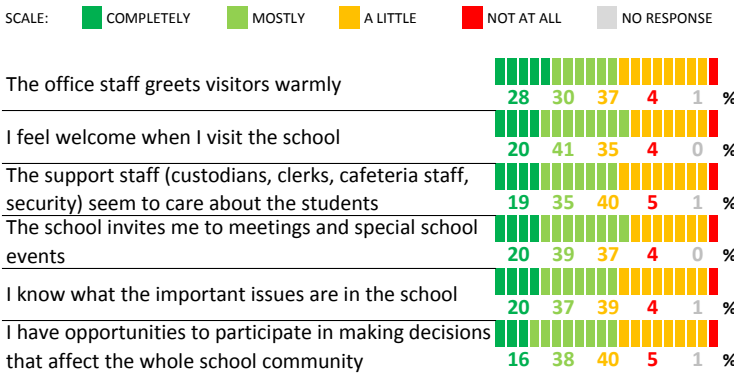 SCALE: COMPLETELY MOSTLY A LITTLE NOT AT ALL NO RESPONSE
The office staff greets visitors warmly
28 30 37 4 1 %
I feel welcome when I visit the school
20 41 35 4 0 %
The support staff (custodians, clerks, cafeteria staff,
security) seem to care about the students
19 35 40 5 1 %
The school invites me to meetings and special school
events
20 39 37 4 0 %
I know what the important issues are in the school
20 37 39 4 1 %
I have opportunities to participate in making decisions
that affect the whole school community
16 38 40 5 1 %